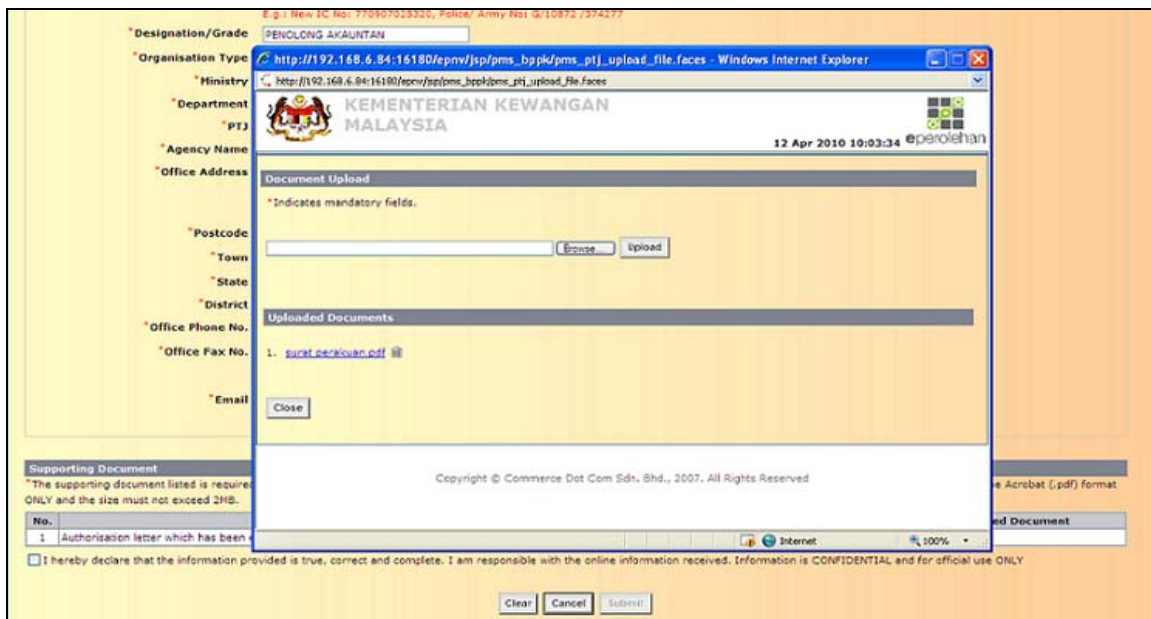 E.g.: New IC No: 770907025320, Police/ Army No: G/10872 /374277
*Designation/Grade PENOLONG AKAUNTAN
*Organisation Type
*Ministry
*Department
*PTJ
*Agency Name
*Office Address
*Postcode
*Town
*State
*District
*Office Phone No.
*Office Fax No.
*Email
http://192.168.6.84:16180/epnv/jsp/pms_bppk/pms_ptj_upload_file.faces - Windows Internet Explorer
http://192.168.6.84:16180/epnv/jsp/pms_bppk/pms_ptj_upload_file.faces
KEMENTERIAN KEWANGAN
MALAYSIA
12 Apr 2010 10:03:34 eperolehan
Document Upload
*Indicates mandatory fields.
Browse... Upload
Uploaded Documents
1. surat perakuan.pdf
Close
Copyright © Commerce Dot Com Sdn. Bhd., 2007. All Rights Reserved
Internet 100%
Supporting Document
*The supporting document listed is required e Acrobat (.pdf) format
ONLY and the size must not exceed 2MB.
No. ed Document
1 Authorisation letter which has been
I hereby declare that the information provided is true, correct and complete. I am responsible with the online information received. Information is CONFIDENTIAL and for official use ONLY
Clear Cancel Submit